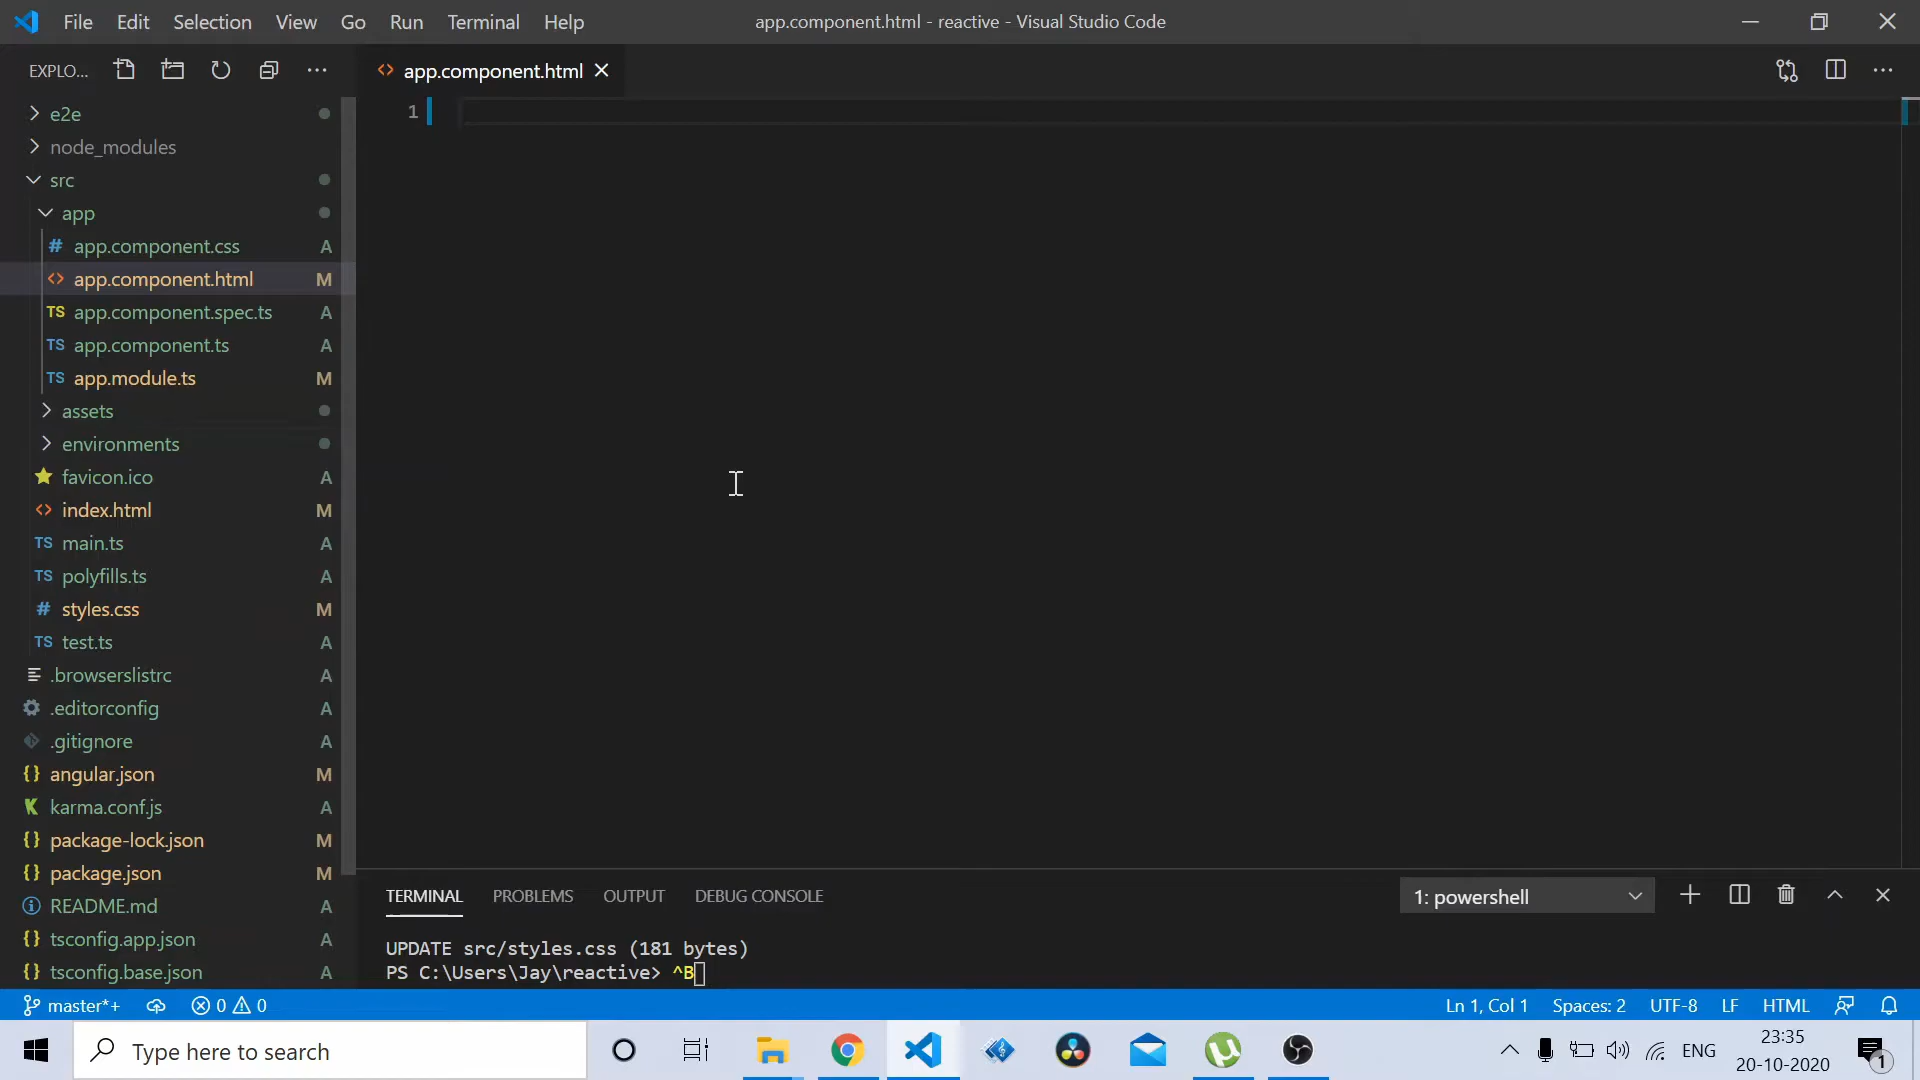 File Edit Selection View Go Run Terminal Help
app.component.html - reactive - Visual Studio Code
EXPLO...
app.component.html
1
e2e
node_modules
src
app
# app.component.css A
<> app.component.html M
TS app.component.spec.ts A
TS app.component.ts A
TS app.module.ts M
assets
environments
favicon.ico A
<> index.html M
TS main.ts A
TS polyfills.ts A
# styles.css M
TS test.ts A
.browserslistrc A
.editorconfig A
.gitignore A
{} angular.json M
K karma.conf.js A
{} package-lock.json M
{} package.json M
README.md A
{} tsconfig.app.json A
{} tsconfig.base.json A
TERMINAL PROBLEMS OUTPUT DEBUG CONSOLE
1: powershell
UPDATE src/styles.css (181 bytes)
PS C:\Users\Jay\reactive> ^B
master*+ 0 0
Ln 1, Col 1 Spaces: 2 UTF-8 LF HTML
Type here to search
ENG
23:35
20-10-2020
1